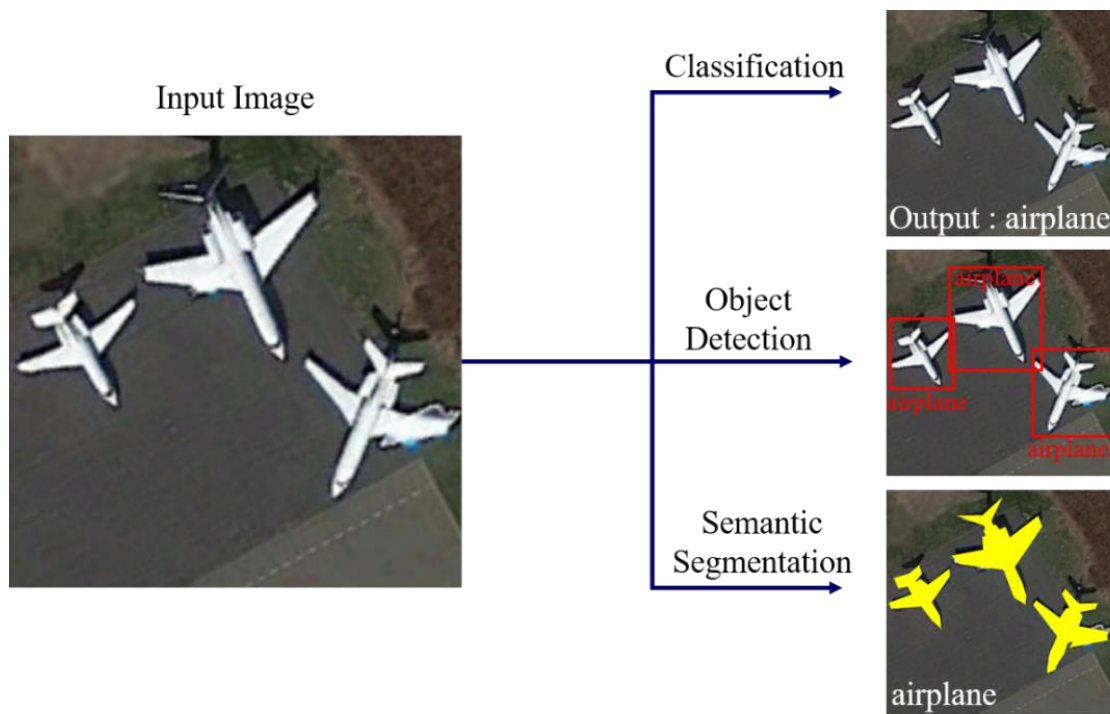 Input Image
Classification
Output : airplane
Object
Detection
airplane
airplane
airplane
Semantic
Segmentation
airplane